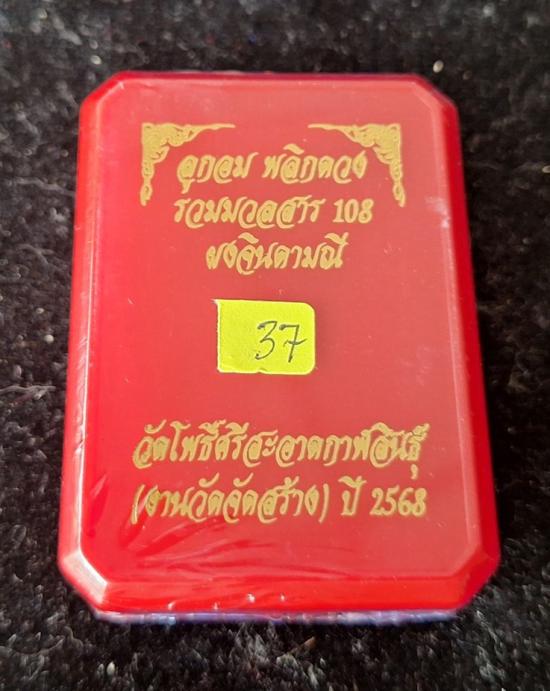 ลูกอม พลิกดวง
รวมมวลสาร 108
ผงจินดามณี
37
วัดโพธิ์ศรีสะอาดกาฬสินธุ์
(งานวัดจัดสร้าง) ปี 2568